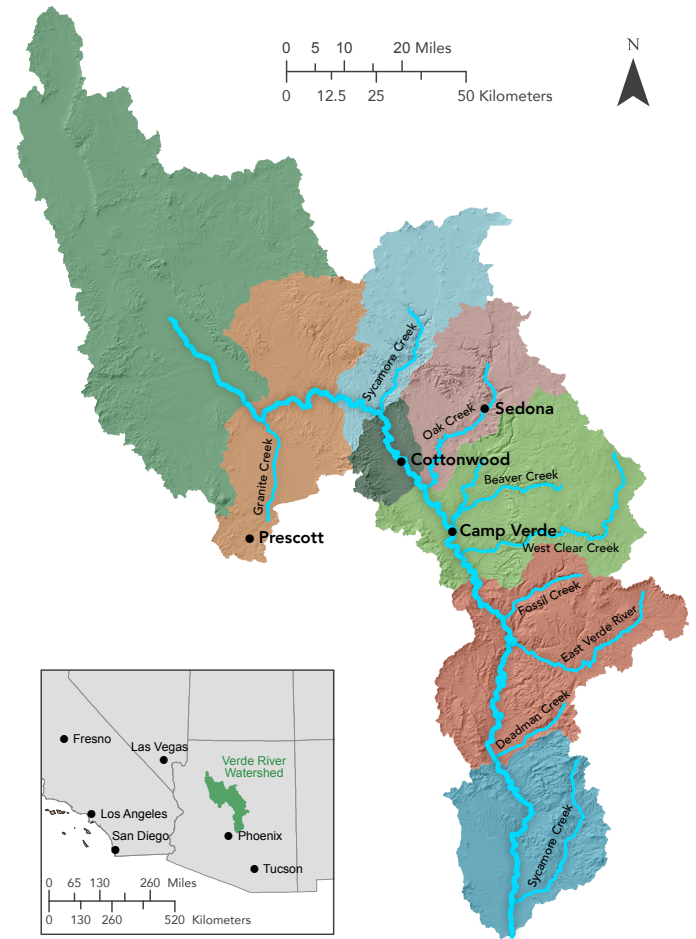 0 5 10 20 Miles
0 12.5 25 50 Kilometers
N
Sycamore Creek
Oak Creek
Sedona
Granite Creek
Cottonwood
Beaver Creek
Prescott
Camp Verde
West Clear Creek
Fossil Creek
East Verde River
Deadman Creek
Sycamore Creek
Fresno
Las Vegas
Verde River
Watershed
Los Angeles
San Diego
Phoenix
Tucson
0 65 130 260 Miles
0 130 260 520 Kilometers